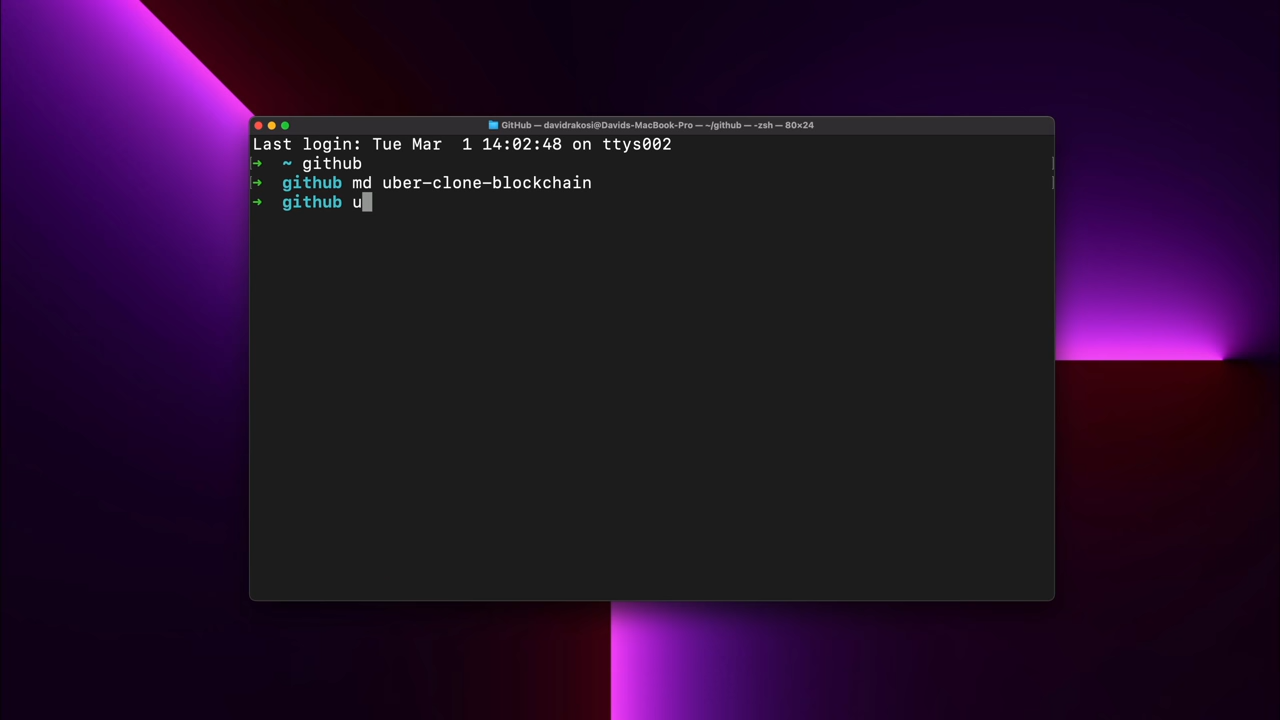 GitHub — davidrakosi@Davids-MacBook-Pro — ~/github — -zsh — 80×24
Last login: Tue Mar  1 14:02:48 on ttys002
➜  ~ github
➜  github md uber-clone-blockchain
➜  github u